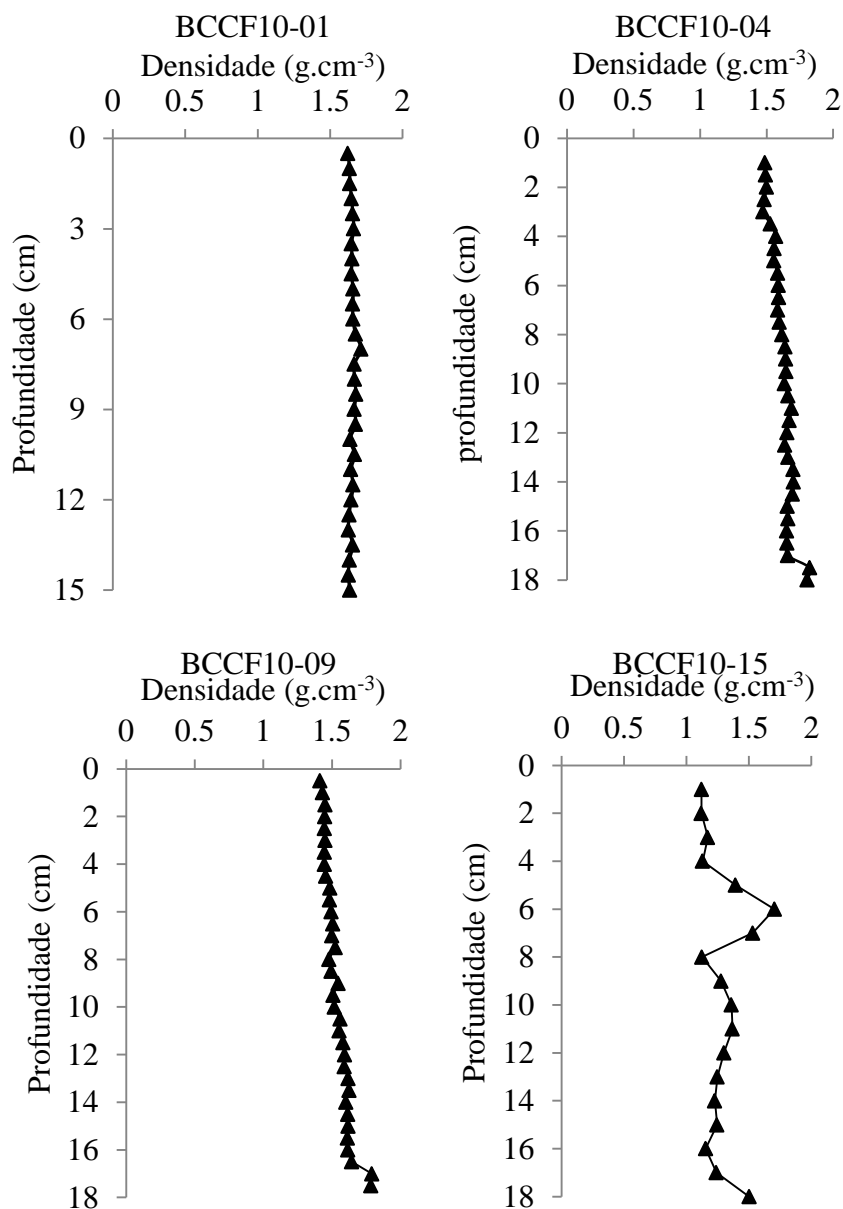 BCCF10-01
Densidade (g.cm-3)
0 0.5 1 1.5 2
Profundidade (cm)
0
3
6
9
12
15
BCCF10-04
Densidade (g.cm-3)
0 0.5 1 1.5 2
profundidade (cm)
0
2
4
6
8
10
12
14
16
18
BCCF10-09
Densidade (g.cm-3)
0 0.5 1 1.5 2
Profundidade (cm)
0
2
4
6
8
10
12
14
16
18
BCCF10-15
Densidade (g.cm-3)
0 0.5 1 1.5 2
Profundidade (cm)
0
2
4
6
8
10
12
14
16
18